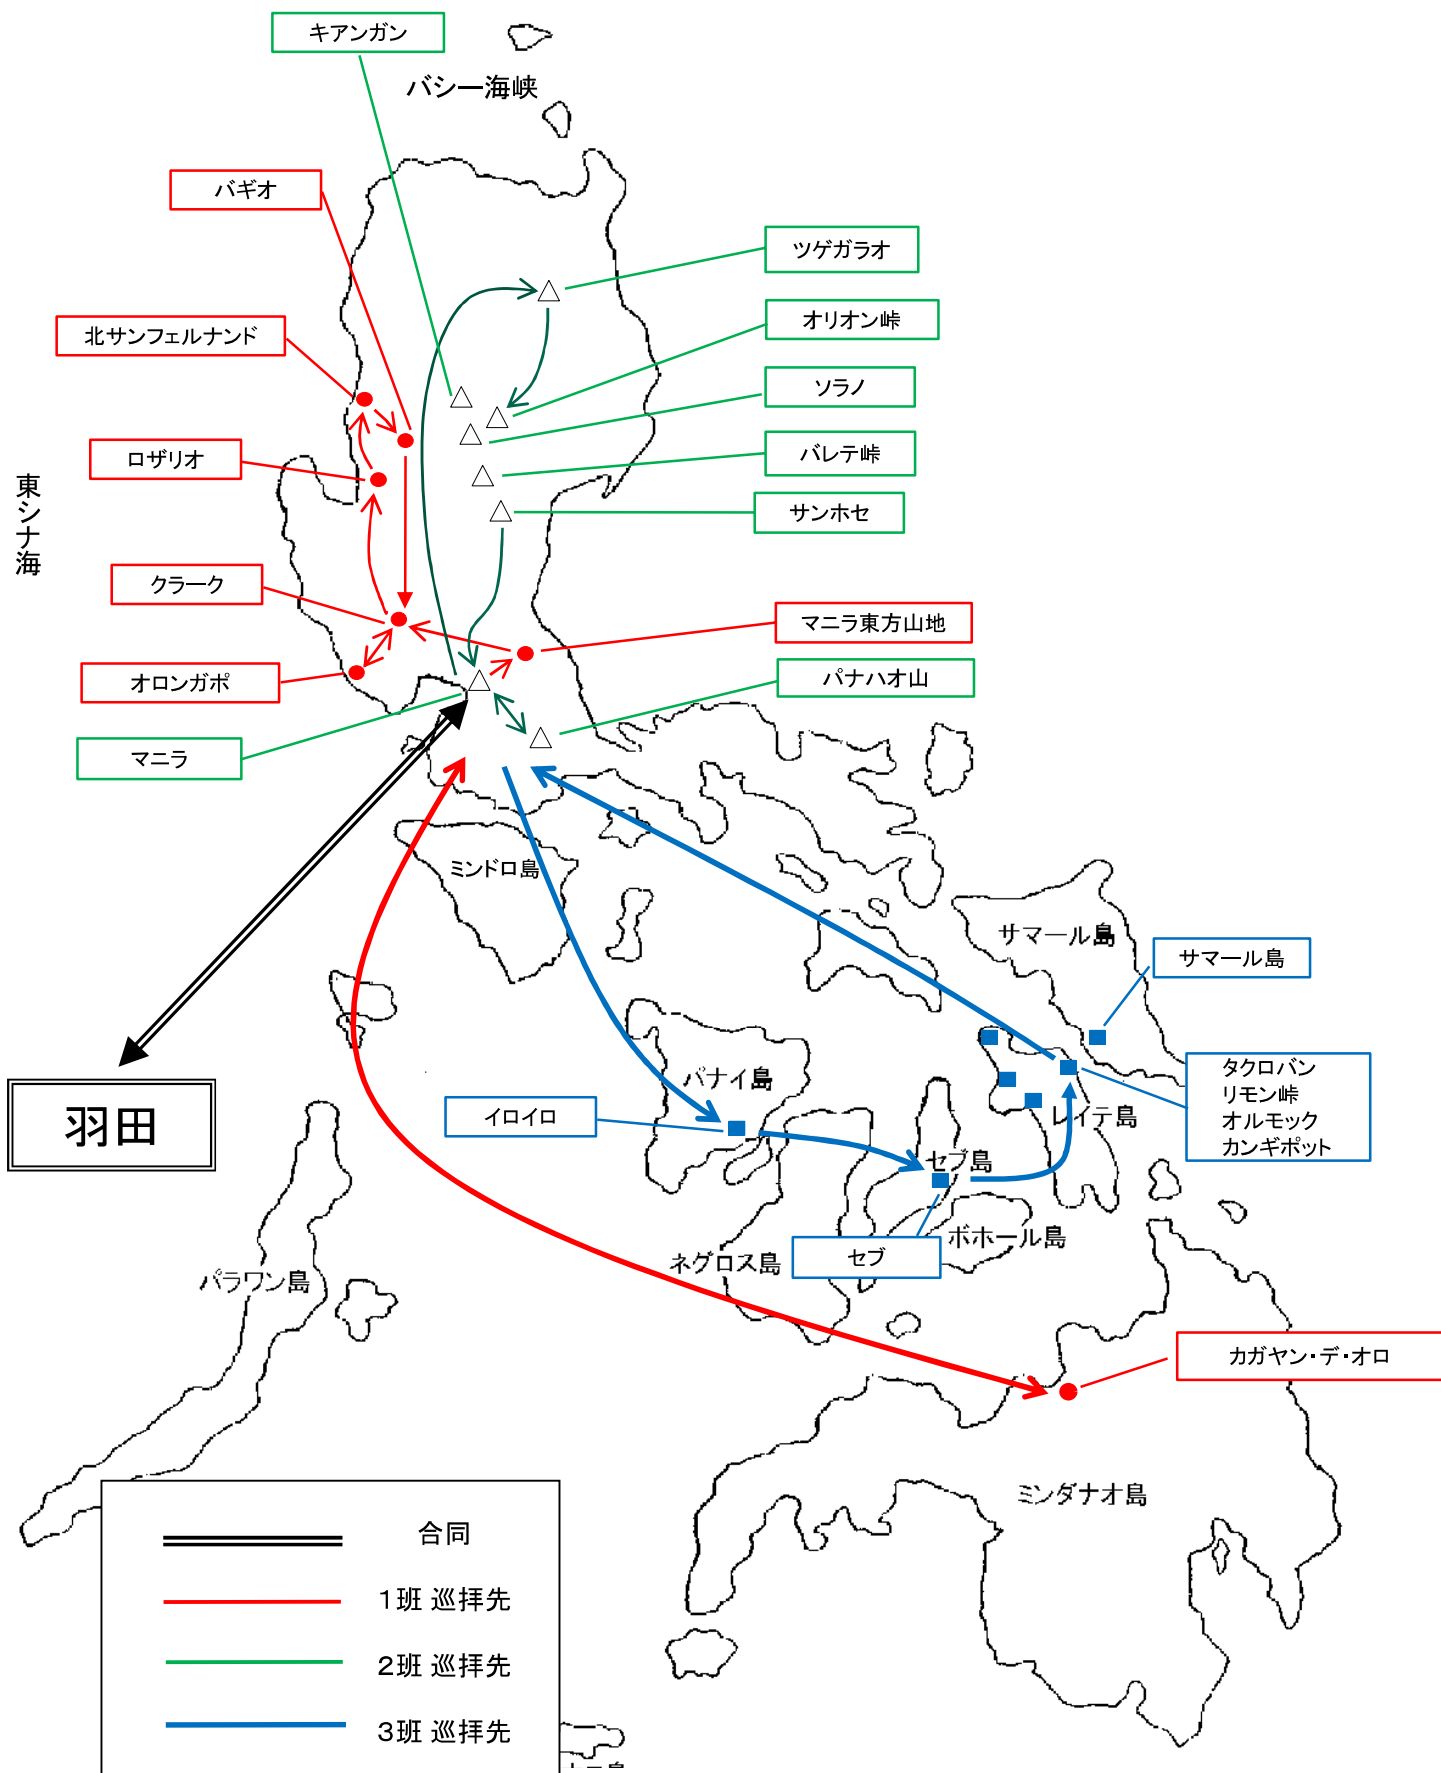 キアンガン
バシー海峡
バギオ
ツゲガラオ
オリオン峠
北サンフェルナンド
ソラノ
バレテ峠
ロザリオ
サンホセ
東シナ海
クラーク
マニラ東方山地
オロンガポ
パナハオ山
マニラ
ミンドロ島
サマール島
サマール島
タクロバン
リモン峠
オルモック
カンギポット
パナイ島
イロイロ
レイテ島
羽田
セブ島
ボホール島
セブ
ネグロス島
パラワン島
カガヤン・デ・オロ
ミンダナオ島
合同
1班 巡拝先
2班 巡拝先
3班 巡拝先